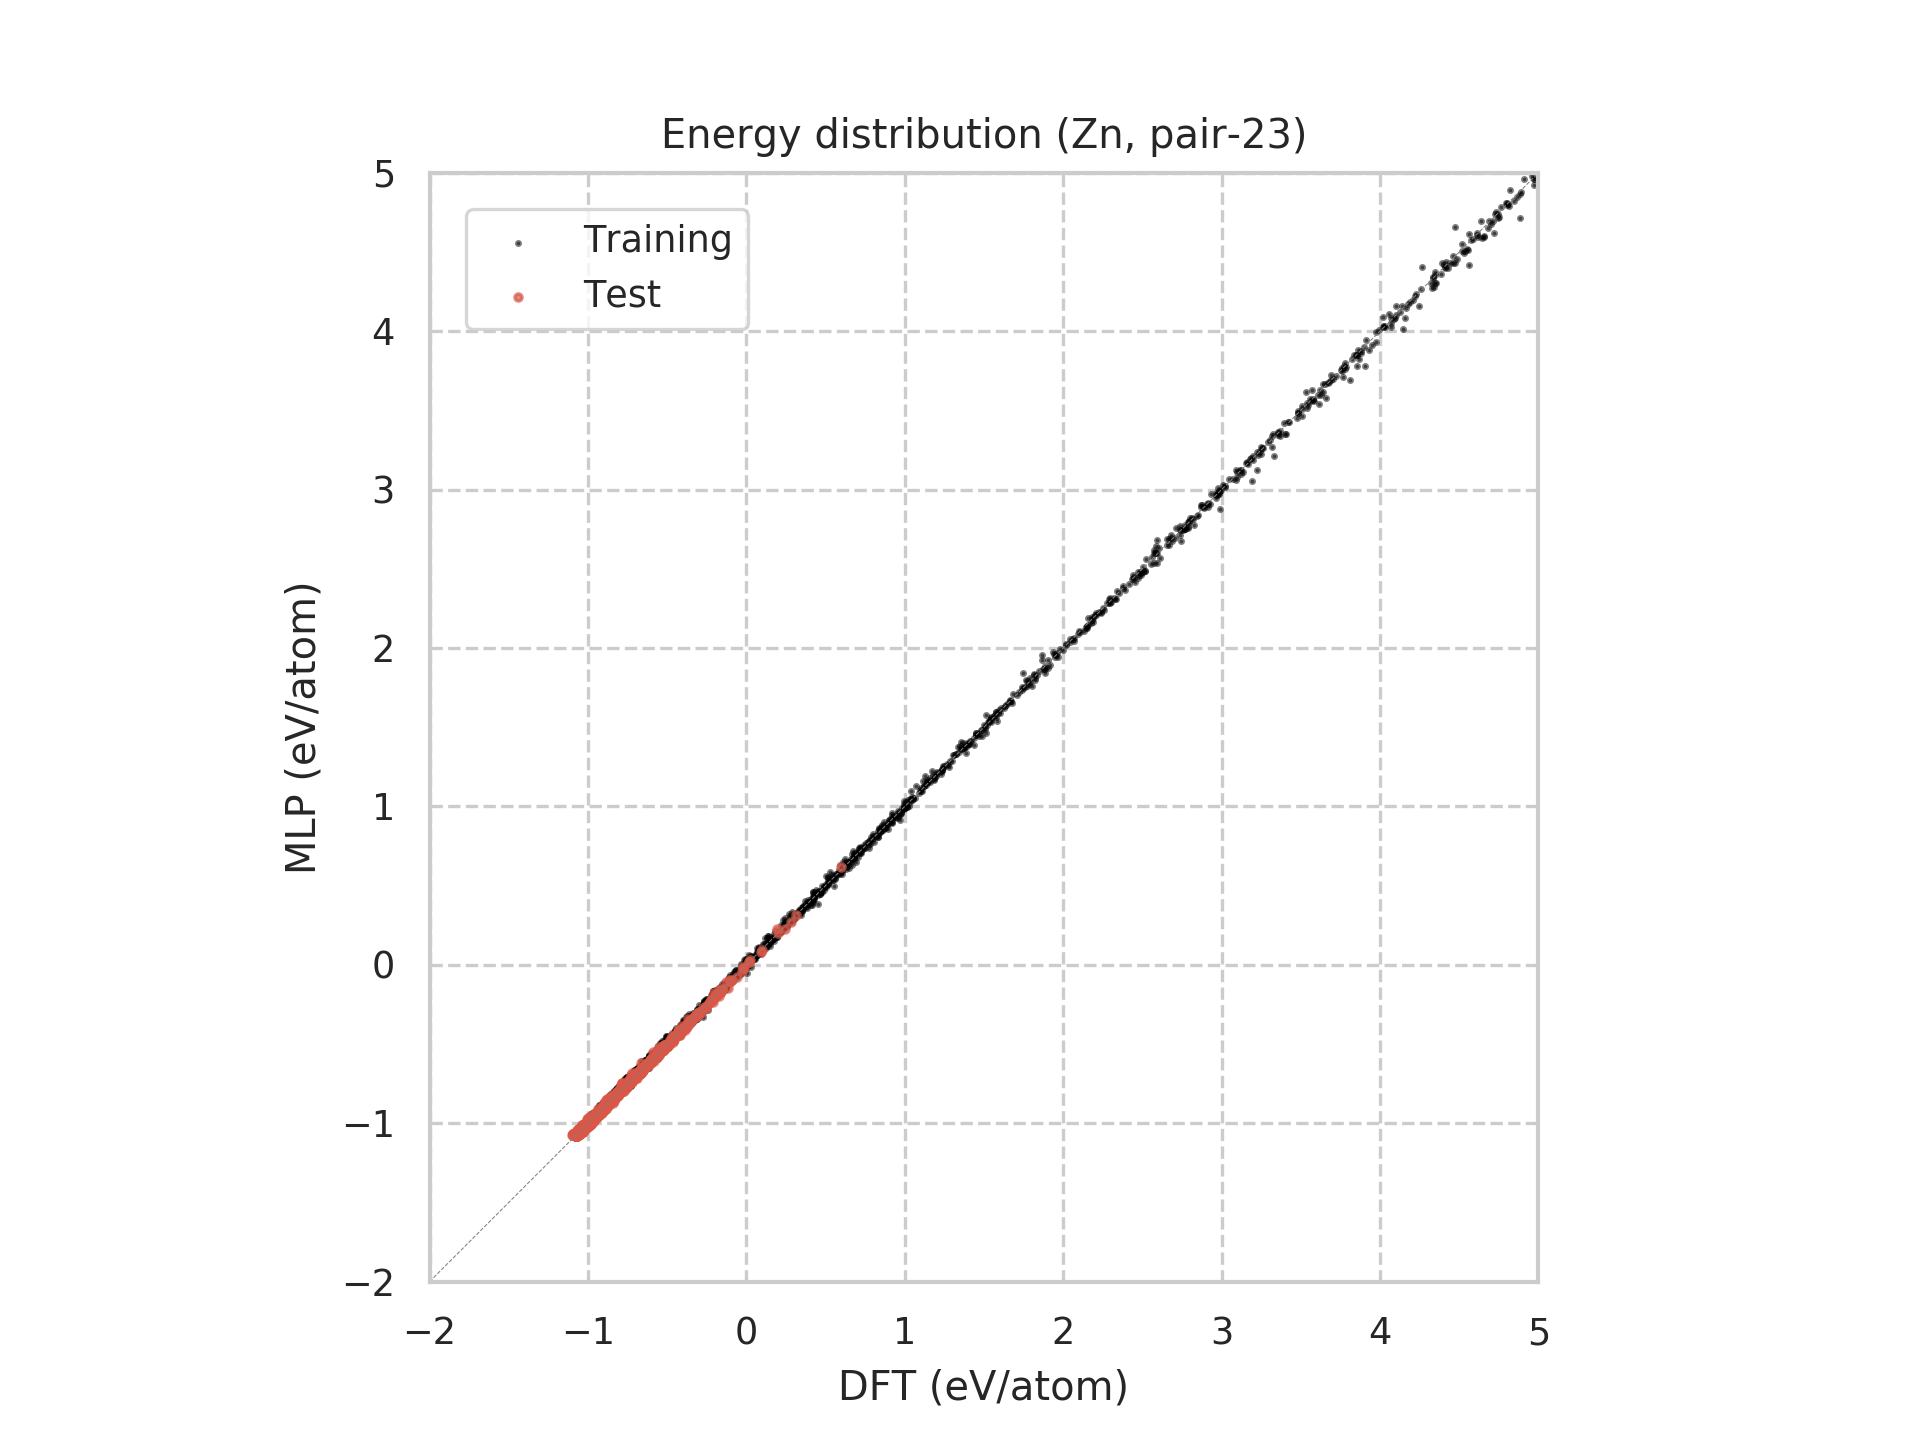 Energy distribution (Zn, pair-23)
5
Training
Test
4
3
2
1
0
−1
−2
MLP (eV/atom)
−2 −1 0 1 2 3 4 5
DFT (eV/atom)